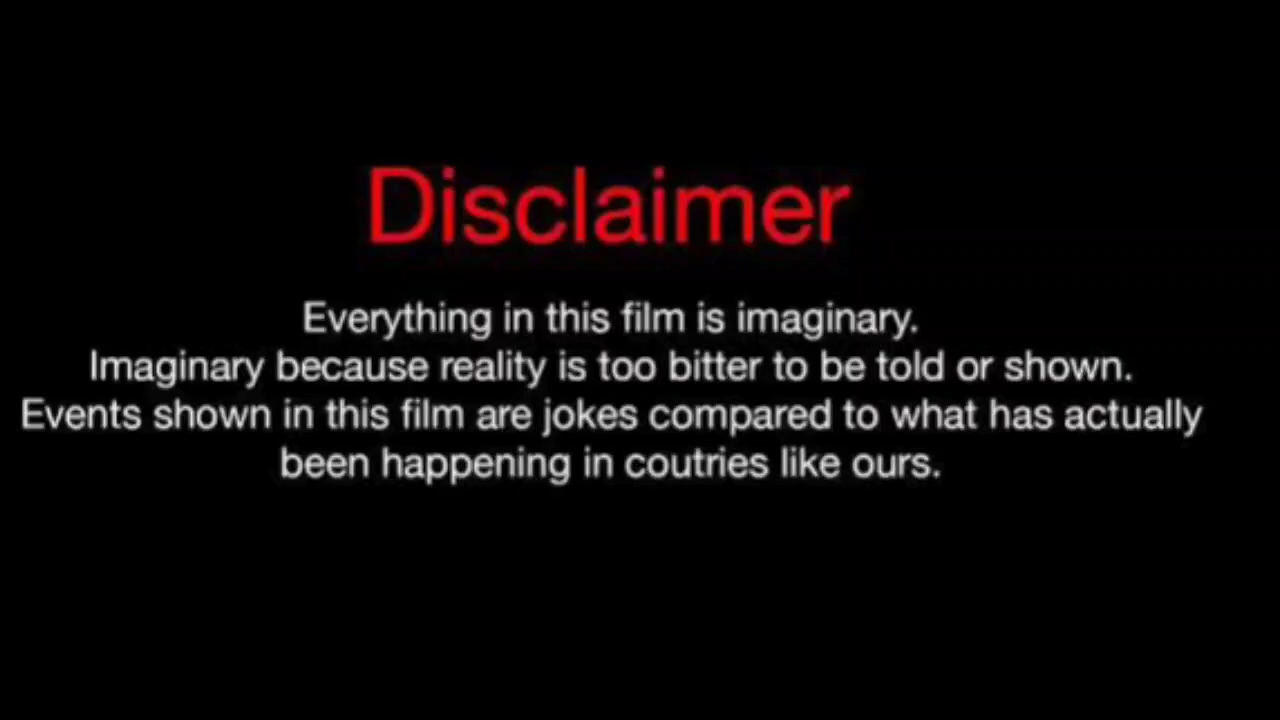 Disclaimer
Everything in this film is imaginary.
Imaginary because reality is too bitter to be told or shown.
Events shown in this film are jokes compared to what has actually
been happening in coutries like ours.